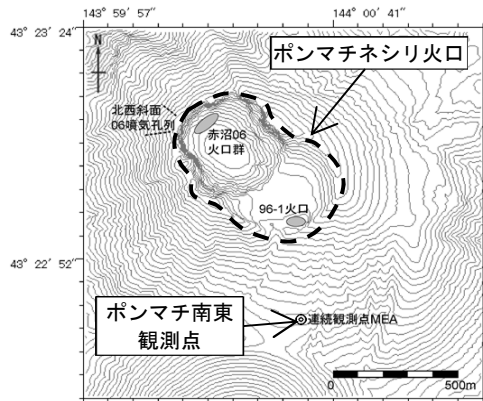 143° 59′ 57″
144° 00′ 41″
43° 23′ 24″
N
ポンマチネシリ火口
北西斜面
06噴気孔列
赤沼06
火口群
96-1火口
43° 22′ 52″
ポンマチ南東
観測点
連続観測点MEA
0
500m